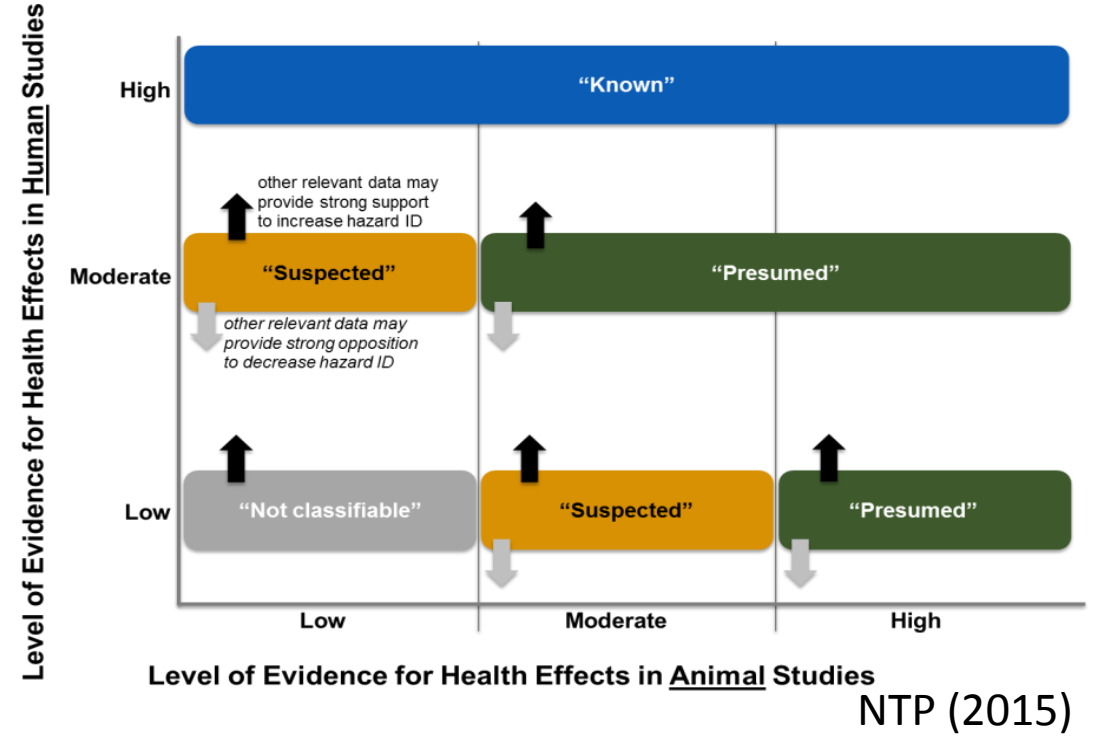 Level of Evidence for Health Effects in Human Studies
High
“Known”
other relevant data may
provide strong support
to increase hazard ID
Moderate
“Suspected”
“Presumed”
other relevant data may
provide strong opposition
to decrease hazard ID
Low
“Not classifiable”
“Suspected”
“Presumed”
Low
Moderate
High
Level of Evidence for Health Effects in Animal Studies
NTP (2015)